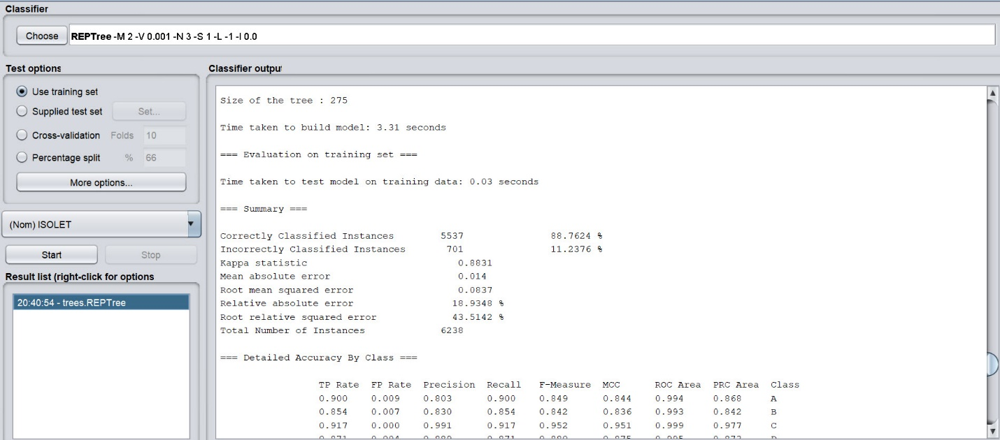 Classifier
Choose REPTree -M 2 -V 0.001 -N 3 -S 1 -L -1 -I 0.0
Test options
Use training set
Supplied test set Set...
Cross-validation Folds 10
Percentage split % 66
More options...
(Nom) ISOLET
Start Stop
Result list (right-click for options
20:40:54 - trees.REPTree
Classifier output
Size of the tree : 275
Time taken to build model: 3.31 seconds
=== Evaluation on training set ===
Time taken to test model on training data: 0.03 seconds
=== Summary ===
Correctly Classified Instances 5537 88.7624 %
Incorrectly Classified Instances 701 11.2376 %
Kappa statistic 0.8831
Mean absolute error 0.014
Root mean squared error 0.0837
Relative absolute error 18.9348 %
Root relative squared error 43.5142 %
Total Number of Instances 6238
=== Detailed Accuracy By Class ===
TP Rate FP Rate Precision Recall F-Measure MCC ROC Area PRC Area Class
0.900 0.009 0.803 0.900 0.849 0.844 0.994 0.868 A
0.854 0.007 0.830 0.854 0.842 0.836 0.993 0.842 B
0.917 0.000 0.991 0.917 0.952 0.951 0.999 0.977 C